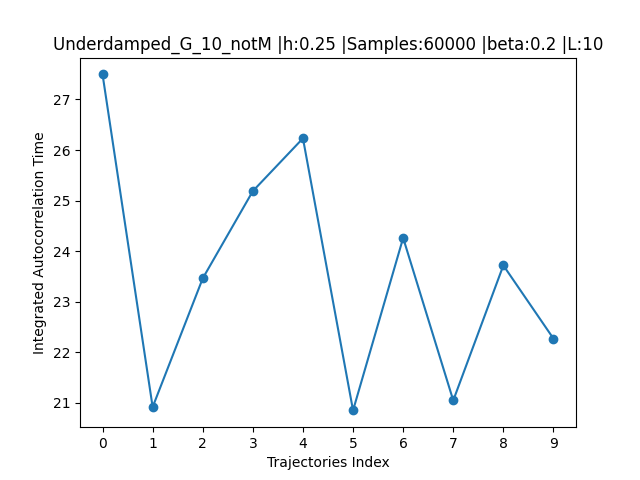 Underdamped_G_10_notM |h:0.25 |Samples:60000 |beta:0.2 |L:10
27
26
25
24
23
22
21
Integrated Autocorrelation Time
0 1 2 3 4 5 6 7 8 9
Trajectories Index